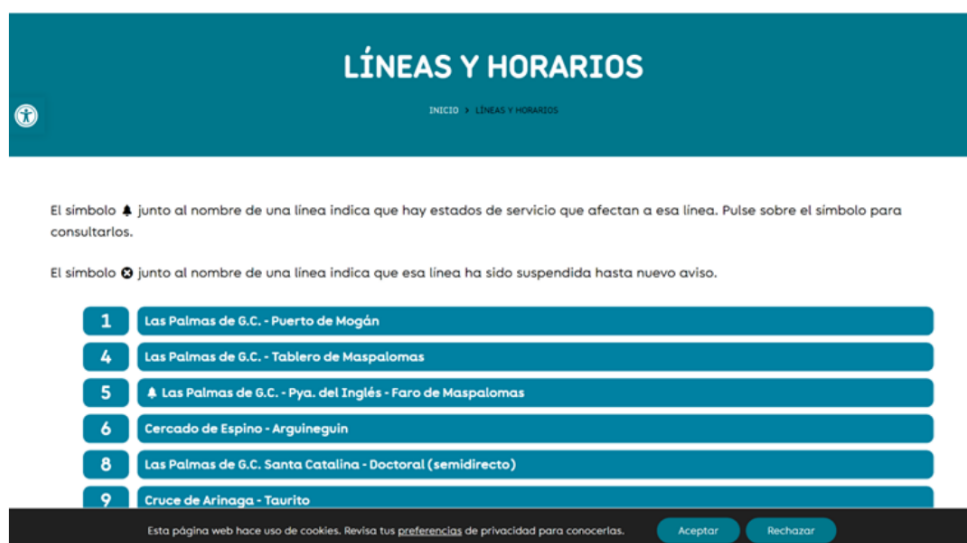 LÍNEAS Y HORARIOS
INICIO > LÍNEAS Y HORARIOS
El símbolo junto al nombre de una línea indica que hay estados de servicio que afectan a esa línea. Pulse sobre el símbolo para
consultarlos.
El símbolo junto al nombre de una línea indica que esa línea ha sido suspendida hasta nuevo aviso.
1 Las Palmas de G.C. - Puerto de Mogán
4 Las Palmas de G.C. - Tablero de Maspalomas
5 Las Palmas de G.C. - Pya. del Inglés - Faro de Maspalomas
6 Cercado de Espino - Arguineguin
8 Las Palmas de G.C. Santa Catalina - Doctoral (semidirecto)
9 Cruce de Arinaga - Taurito
Esta página web hace uso de cookies. Revisa tus preferencias de privacidad para conocerlas. Aceptar Rechazar